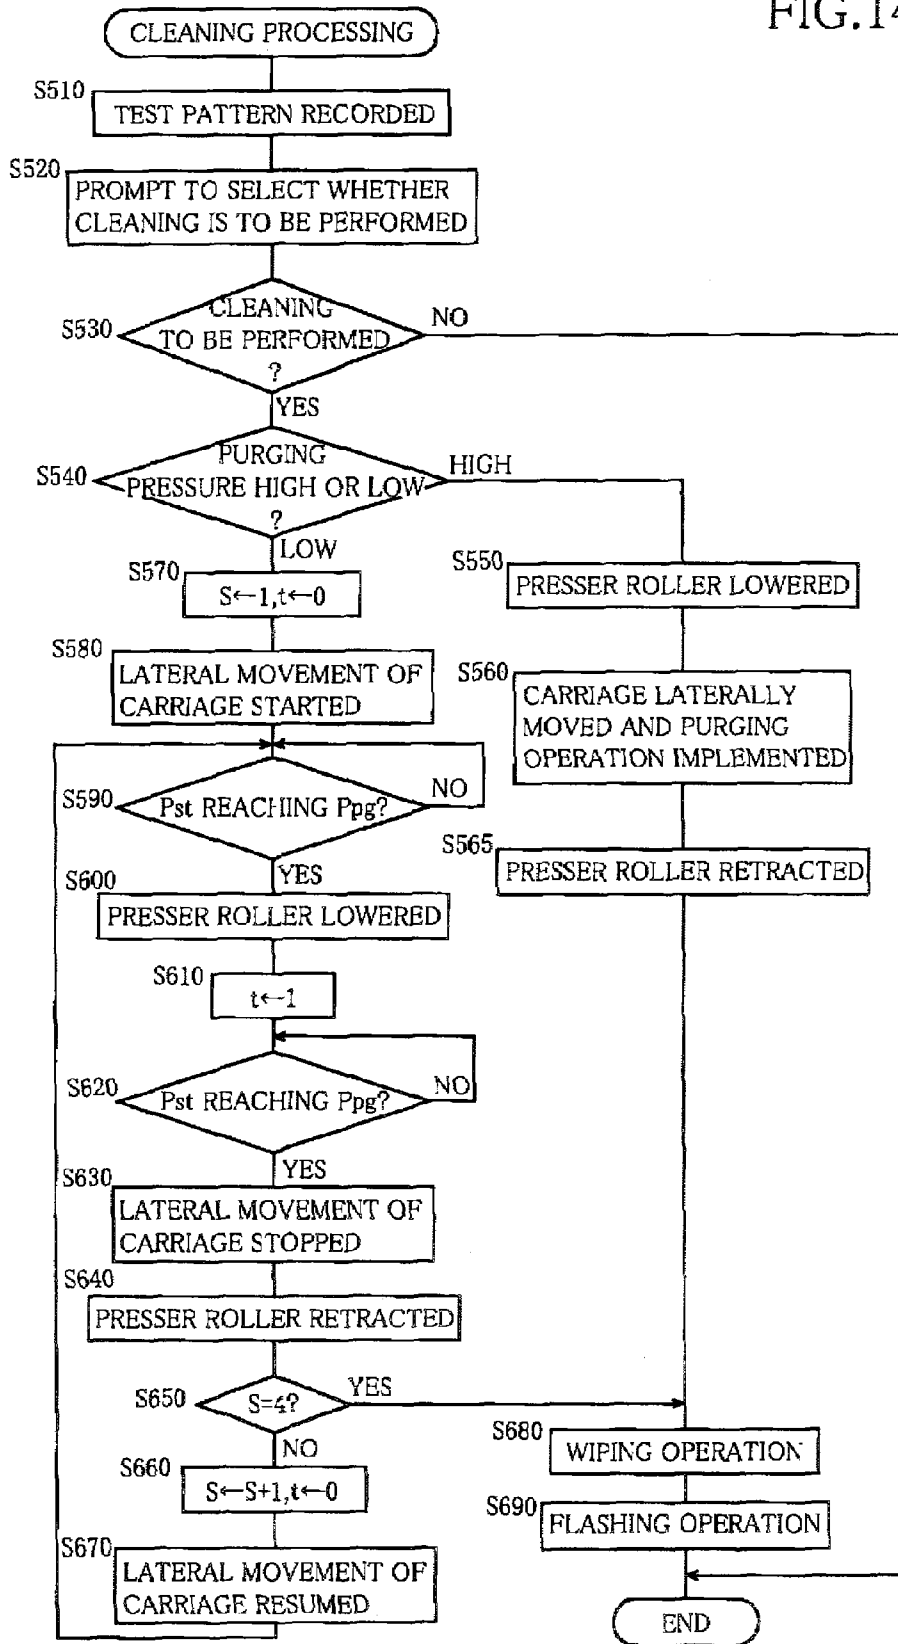 FIG.14
CLEANING PROCESSING
S510
TEST PATTERN RECORDED
S520
PROMPT TO SELECT WHETHER
CLEANING IS TO BE PERFORMED
S530
CLEANING
TO BE PERFORMED
?
NO
YES
S540
PURGING
PRESSURE HIGH OR LOW
?
HIGH
LOW
S550
PRESSER ROLLER LOWERED
S560
CARRIAGE LATERALLY
MOVED AND PURGING
OPERATION IMPLEMENTED
S565
PRESSER ROLLER RETRACTED
S570
S←1,t←0
S580
LATERAL MOVEMENT OF
CARRIAGE STARTED
S590
Pst REACHING Ppg?
NO
YES
S600
PRESSER ROLLER LOWERED
S610
t←1
S620
Pst REACHING Ppg?
NO
YES
S630
LATERAL MOVEMENT OF
CARRIAGE STOPPED
S640
PRESSER ROLLER RETRACTED
S650
S=4?
YES
NO
S660
S←S+1,t←0
S670
LATERAL MOVEMENT OF
CARRIAGE RESUMED
S680
WIPING OPERATION
S690
FLASHING OPERATION
END